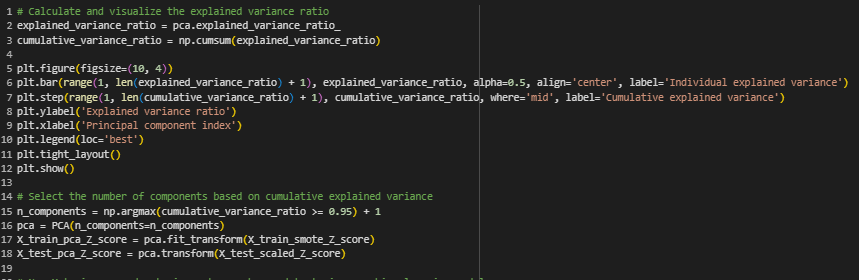 1 # Calculate and visualize the explained variance ratio
2 explained_variance_ratio = pca.explained_variance_ratio_
3 cumulative_variance_ratio = np.cumsum(explained_variance_ratio)
4
5 plt.figure(figsize=(10, 4))
6 plt.bar(range(1, len(explained_variance_ratio) + 1), explained_variance_ratio, alpha=0.5, align='center', label='Individual explained variance')
7 plt.step(range(1, len(cumulative_variance_ratio) + 1), cumulative_variance_ratio, where='mid', label='Cumulative explained variance')
8 plt.ylabel('Explained variance ratio')
9 plt.xlabel('Principal component index')
10 plt.legend(loc='best')
11 plt.tight_layout()
12 plt.show()
13
14 # Select the number of components based on cumulative explained variance
15 n_components = np.argmax(cumulative_variance_ratio >= 0.95) + 1
16 pca = PCA(n_components=n_components)
17 X_train_pca_Z_score = pca.fit_transform(X_train_smote_Z_score)
18 X_test_pca_Z_score = pca.transform(X_test_scaled_Z_score)
19